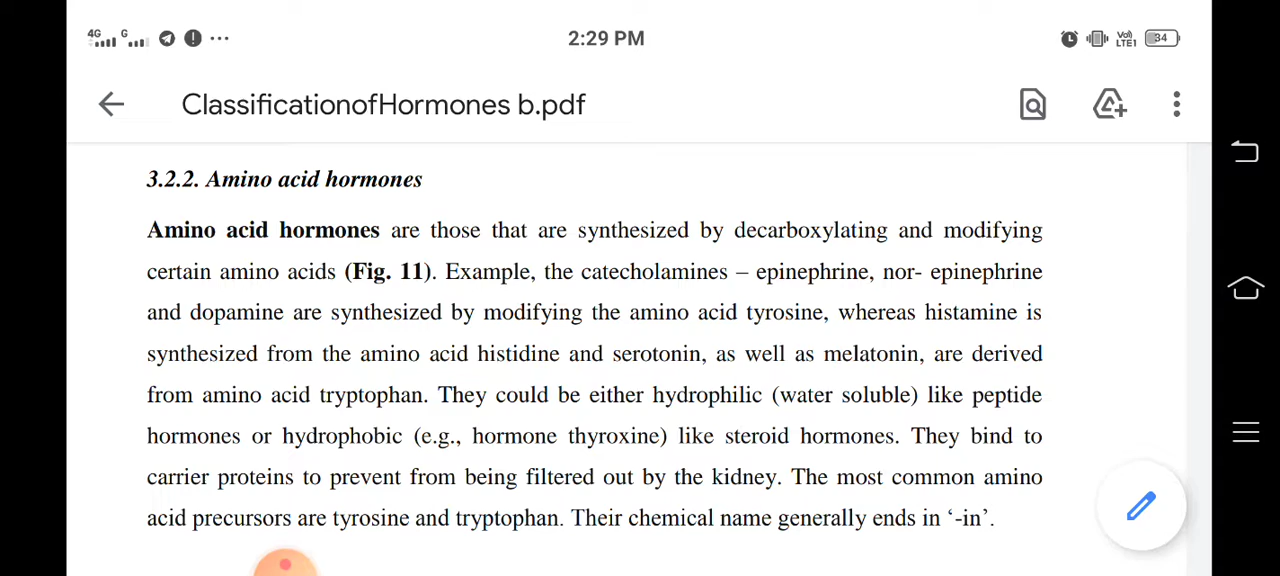 4G G ...
2:29 PM
Vo) LTE1 34
ClassificationofHormones b.pdf
3.2.2. Amino acid hormones
Amino acid hormones are those that are synthesized by decarboxylating and modifying
certain amino acids (Fig. 11). Example, the catecholamines – epinephrine, nor- epinephrine
and dopamine are synthesized by modifying the amino acid tyrosine, whereas histamine is
synthesized from the amino acid histidine and serotonin, as well as melatonin, are derived
from amino acid tryptophan. They could be either hydrophilic (water soluble) like peptide
hormones or hydrophobic (e.g., hormone thyroxine) like steroid hormones. They bind to
carrier proteins to prevent from being filtered out by the kidney. The most common amino
acid precursors are tyrosine and tryptophan. Their chemical name generally ends in ‘-in’.